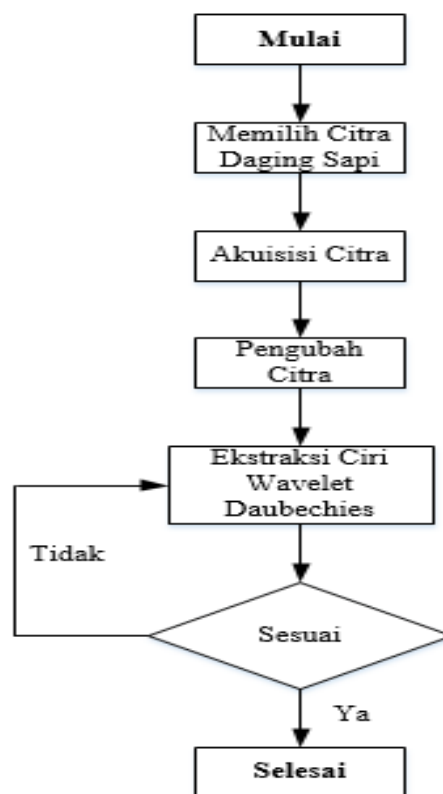 Mulai
Memilih Citra
Daging Sapi
Akuisisi Citra
Pengubah
Citra
Ekstraksi Ciri
Wavelet
Daubechies
Tidak
Sesuai
Ya
Selesai